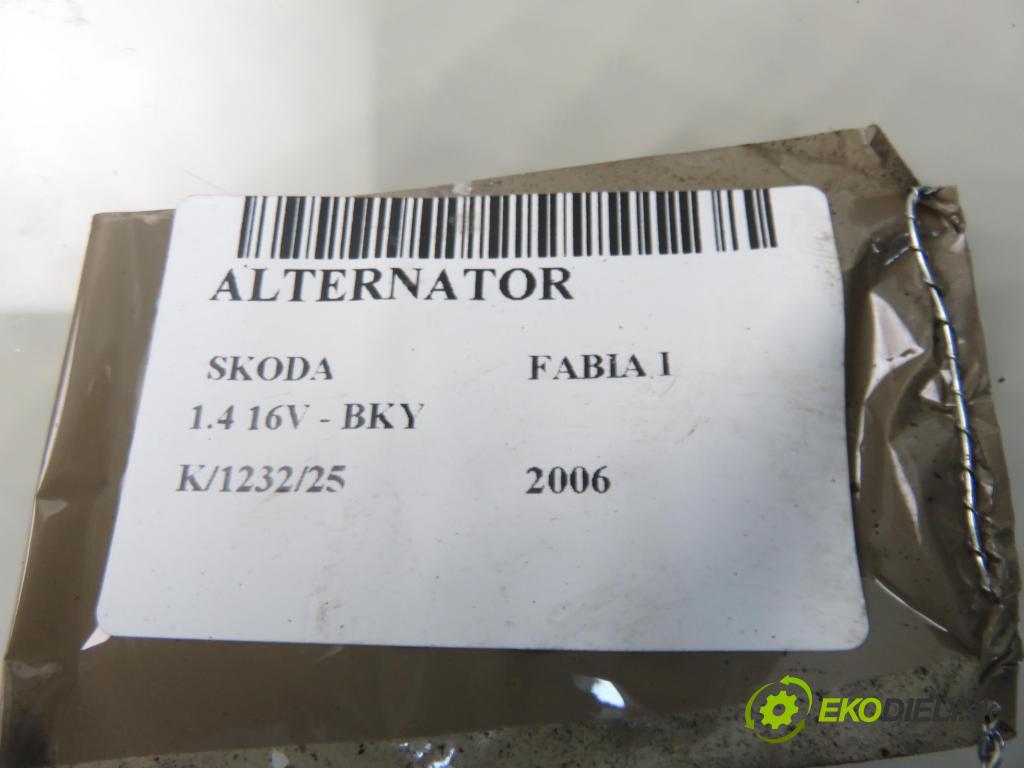 ALTERNATOR
SKODA FABIA I
1.4 16V - BKY
K/1232/25 2006
EKODIELY